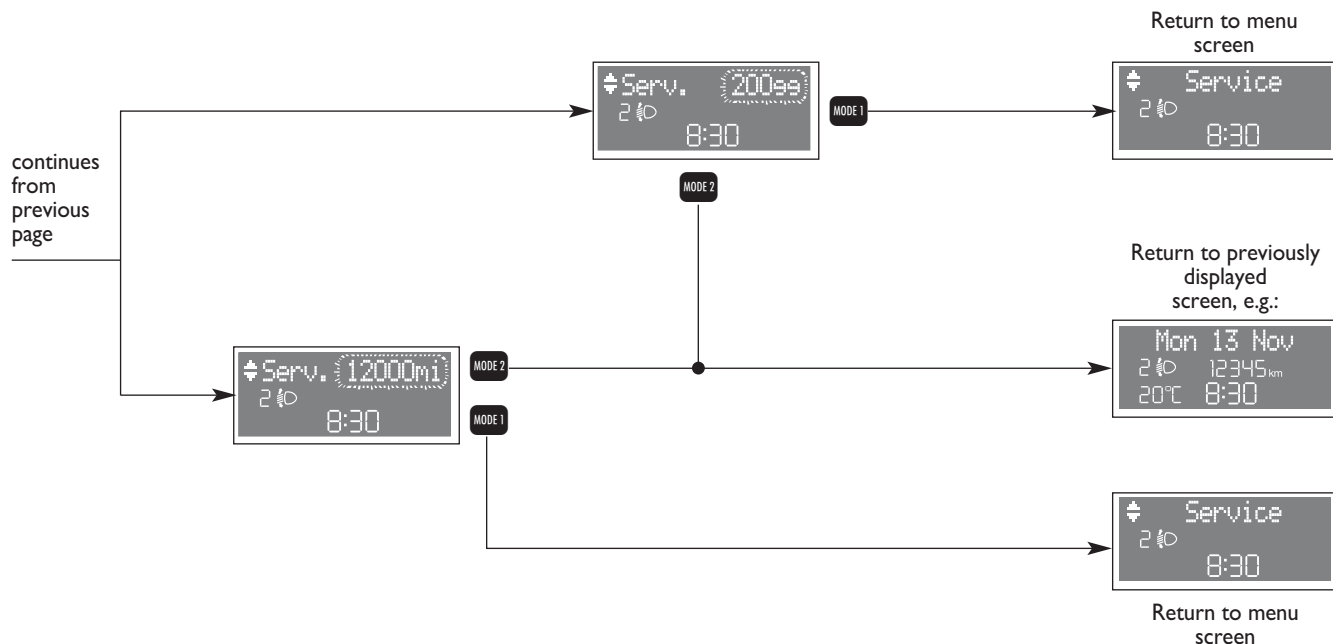 Return to menu
screen
Serv. 200gg
2
8:30
MODE 1
Service
2
8:30
continues
from
previous
page
MODE 2
Return to previously
displayed
screen, e.g.:
Serv. 12000mi
2
8:30
MODE 2
MODE 1
Mon 13 Nov
2 12345km
20°C 8:30
Service
2
8:30
Return to menu
screen